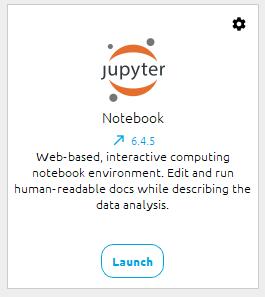 jupyter
Notebook
6.4.5
Web-based, interactive computing
notebook environment. Edit and run
human-readable docs while describing the
data analysis.
Launch